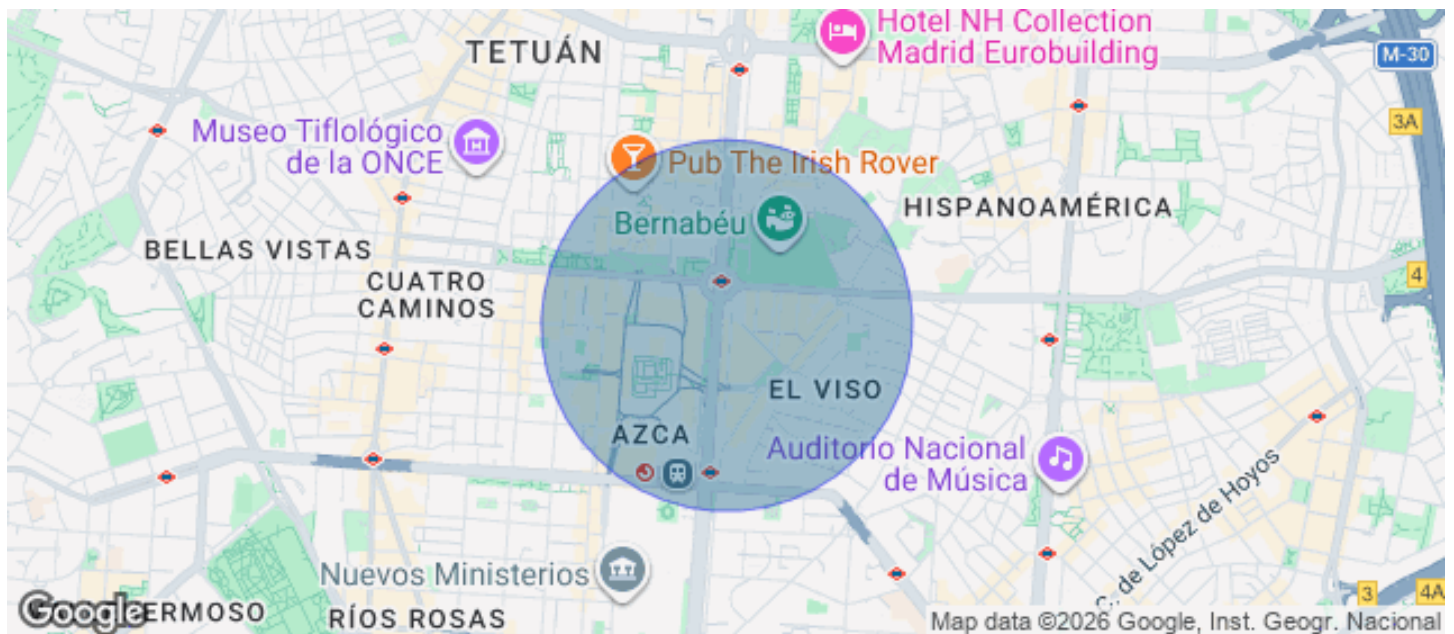 Hotel NH Collection
Madrid Eurobuilding
TETUÁN
M-30
3A
Museo Tiflológico
de la ONCE
Pub The Irish Rover
HISPANOAMÉRICA
Bernabéu
BELLAS VISTAS
4
CUATRO
CAMINOS
EL VISO
AZCA
Auditorio Nacional
de Música
C. de López de Hoyos
Nuevos Ministerios
3
4A
Google
RÍOS ROSAS
Map data ©2026 Google, Inst. Geogr. Nacional